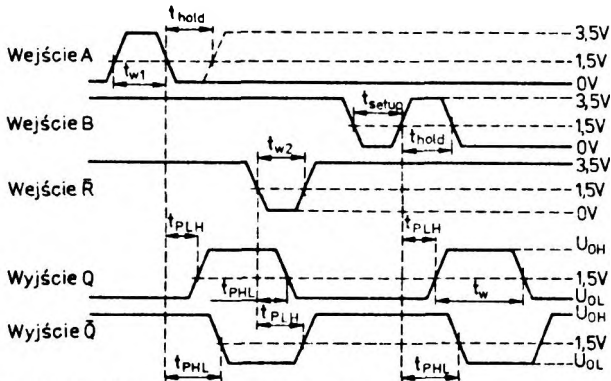 t_hold
3,5V
Wejście A
1,5V
t_w1
0V
3,5V
t_setup
Wejście B
1,5V
t_hold
0V
t_w2
3,5V
Wejście R̄
1,5V
0V
t_PLH
t_PLH
U_OH
Wyjście Q
1,5V
t_PHL
t_w
U_OL
t_PLH
U_OH
Wyjście Q̄
1,5V
t_PHL
t_PHL
U_OL